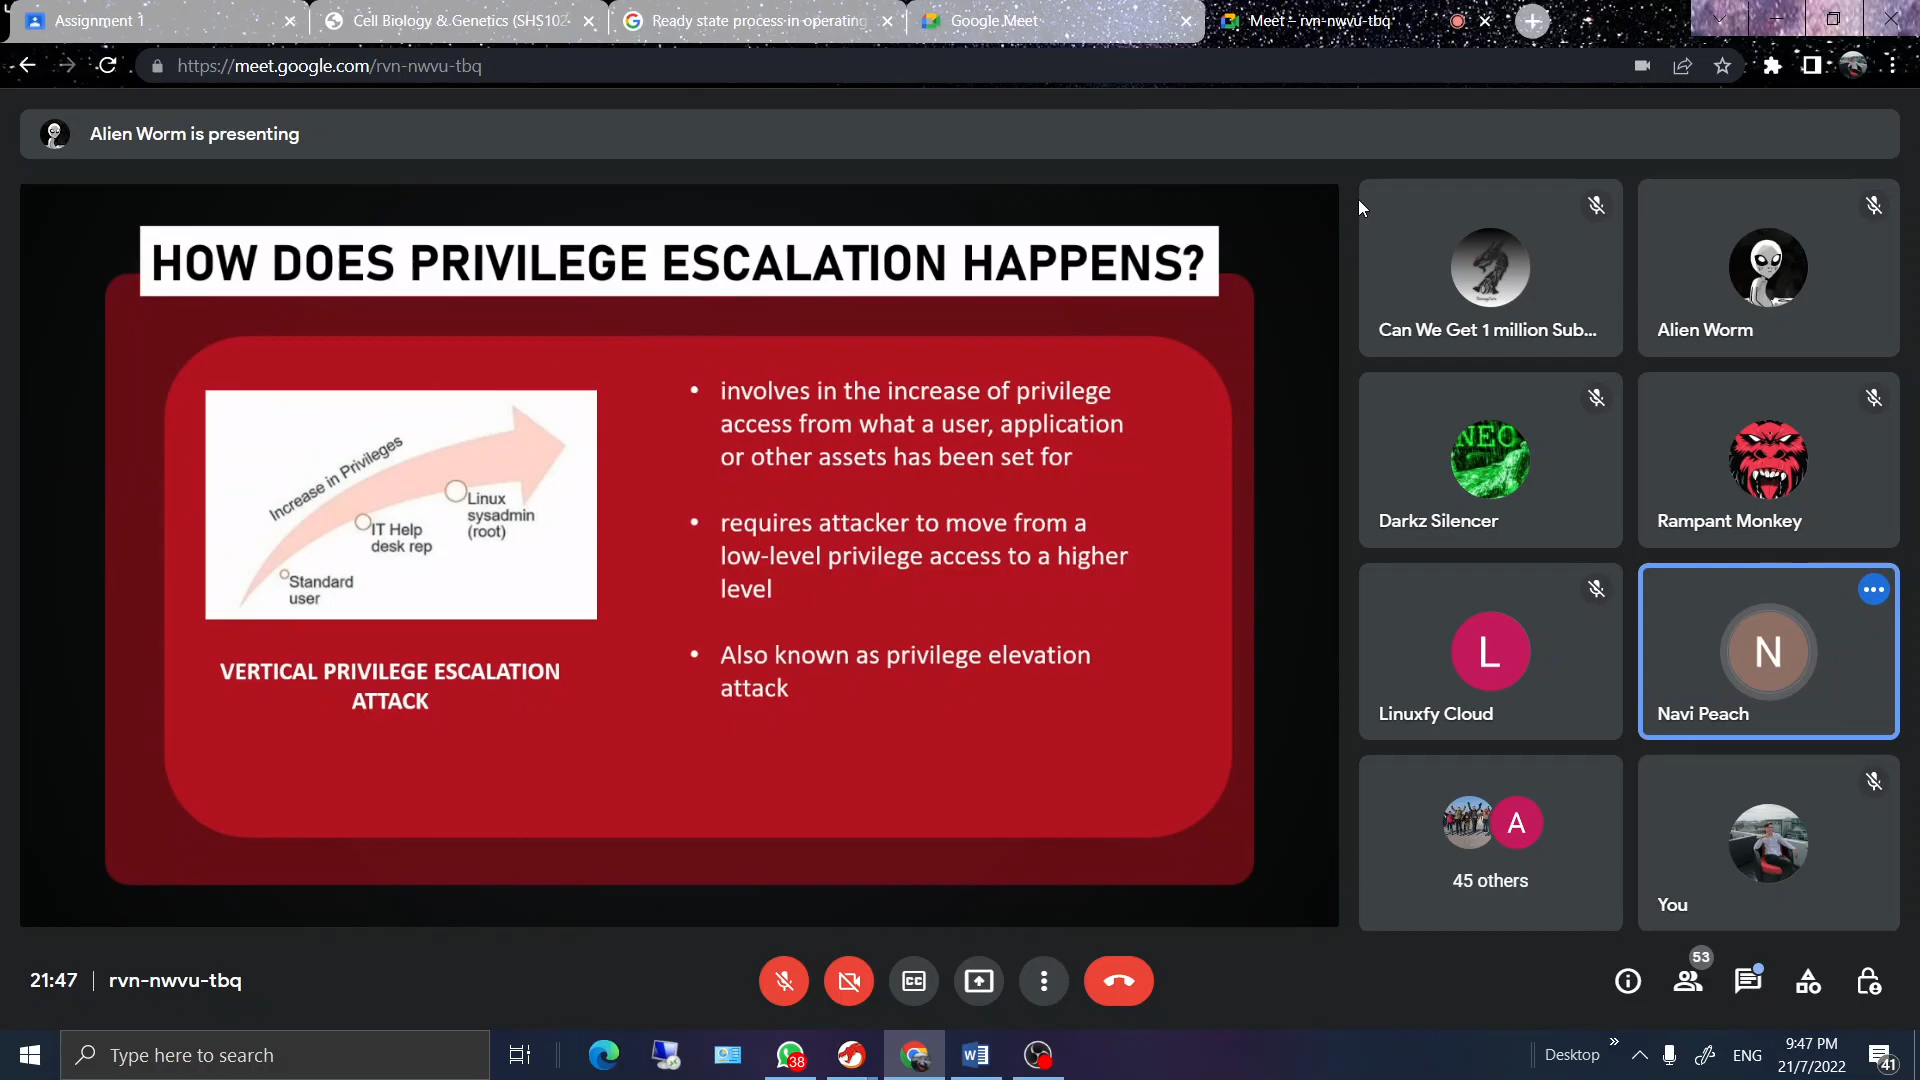 Assignment 1
Cell Biology & Genetics (SHS102
Ready state process in operating
Google Meet
Meet – rvn-nwvu-tbq
https://meet.google.com/rvn-nwvu-tbq
Alien Worm is presenting
HOW DOES PRIVILEGE ESCALATION HAPPENS?
Increase in Privileges
Linux
sysadmin
(root)
IT Help
desk rep
Standard
user
VERTICAL PRIVILEGE ESCALATION
ATTACK
• involves in the increase of privilege
access from what a user, application
or other assets has been set for
• requires attacker to move from a
low-level privilege access to a higher
level
• Also known as privilege elevation
attack
Can We Get 1 million Sub...
Alien Worm
NEO
Darkz Silencer
Rampant Monkey
L
Linuxfy Cloud
N
Navi Peach
A
45 others
You
21:47
rvn-nwvu-tbq
CC
53
Type here to search
38
W
Desktop
ENG
9:47 PM
21/7/2022
41